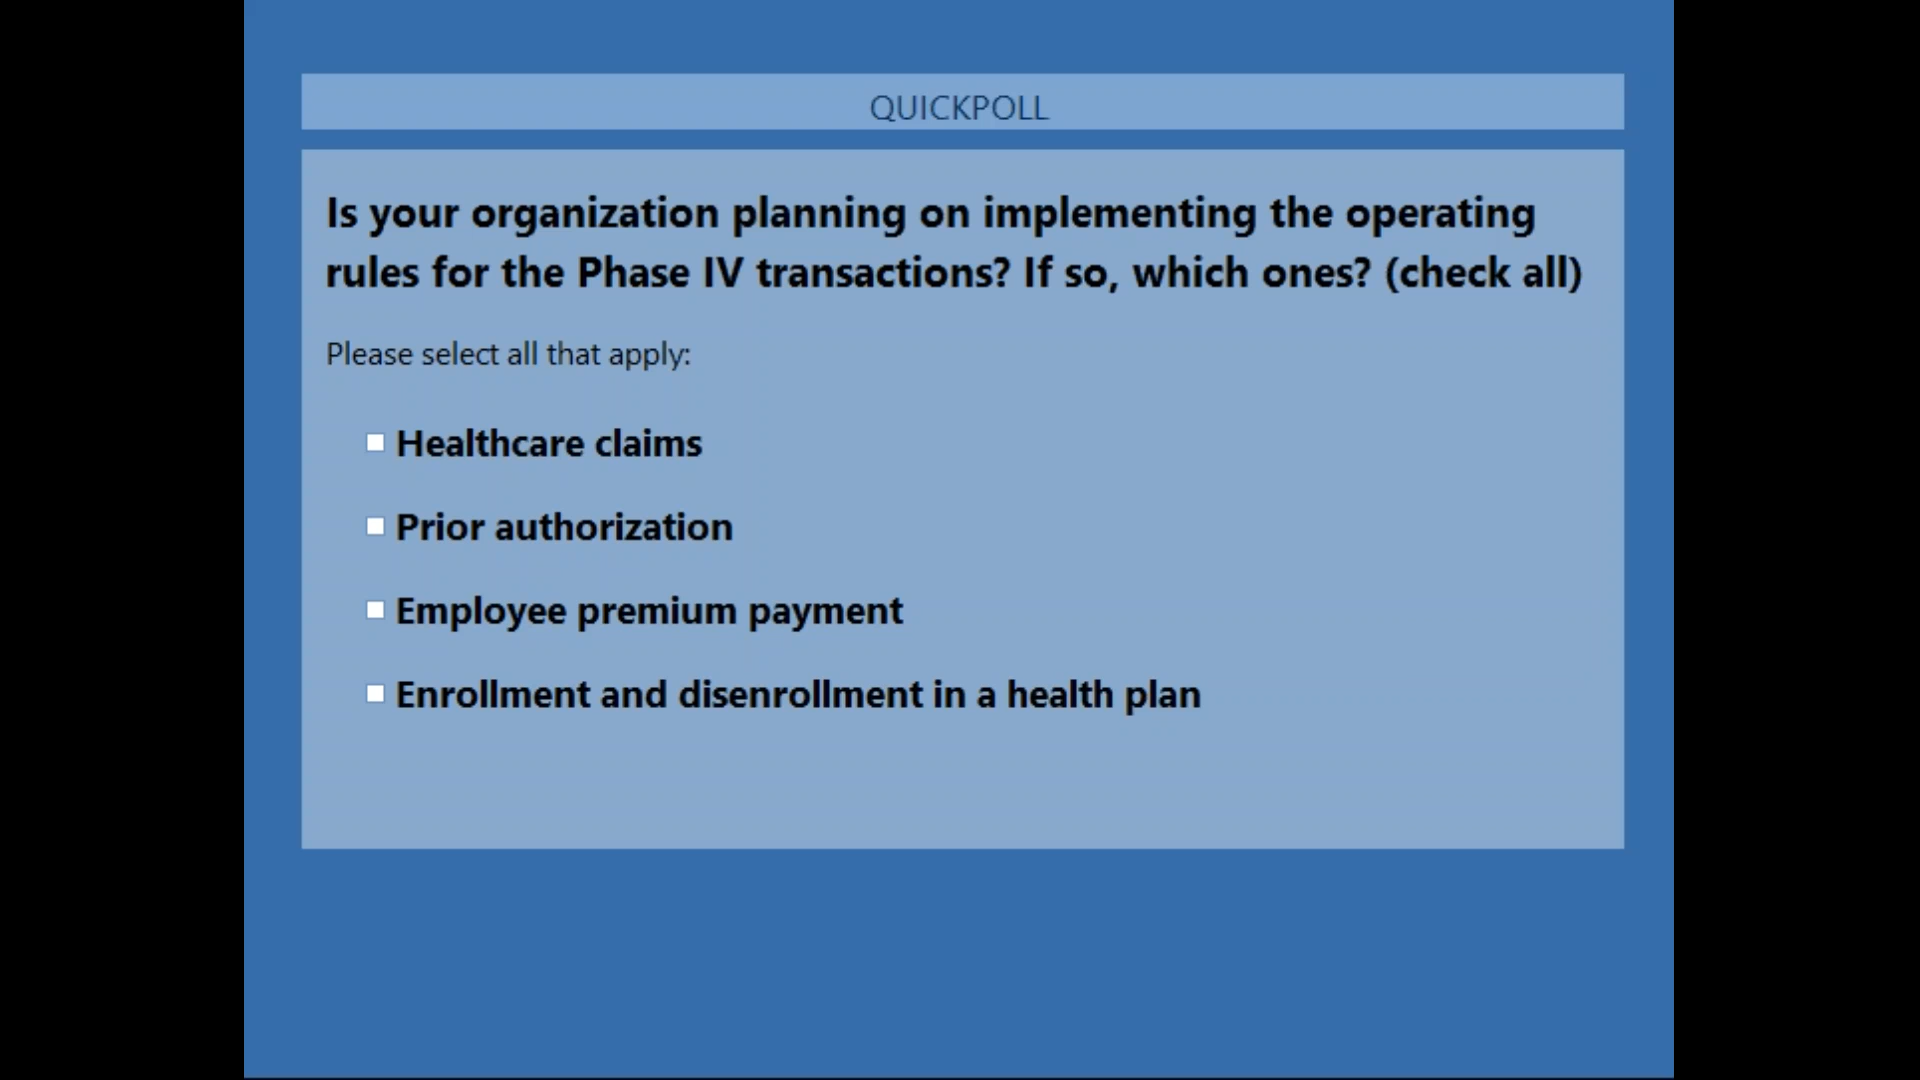 QUICKPOLL
Is your organization planning on implementing the operating
rules for the Phase IV transactions? If so, which ones? (check all)
Please select all that apply:
Healthcare claims
Prior authorization
Employee premium payment
Enrollment and disenrollment in a health plan